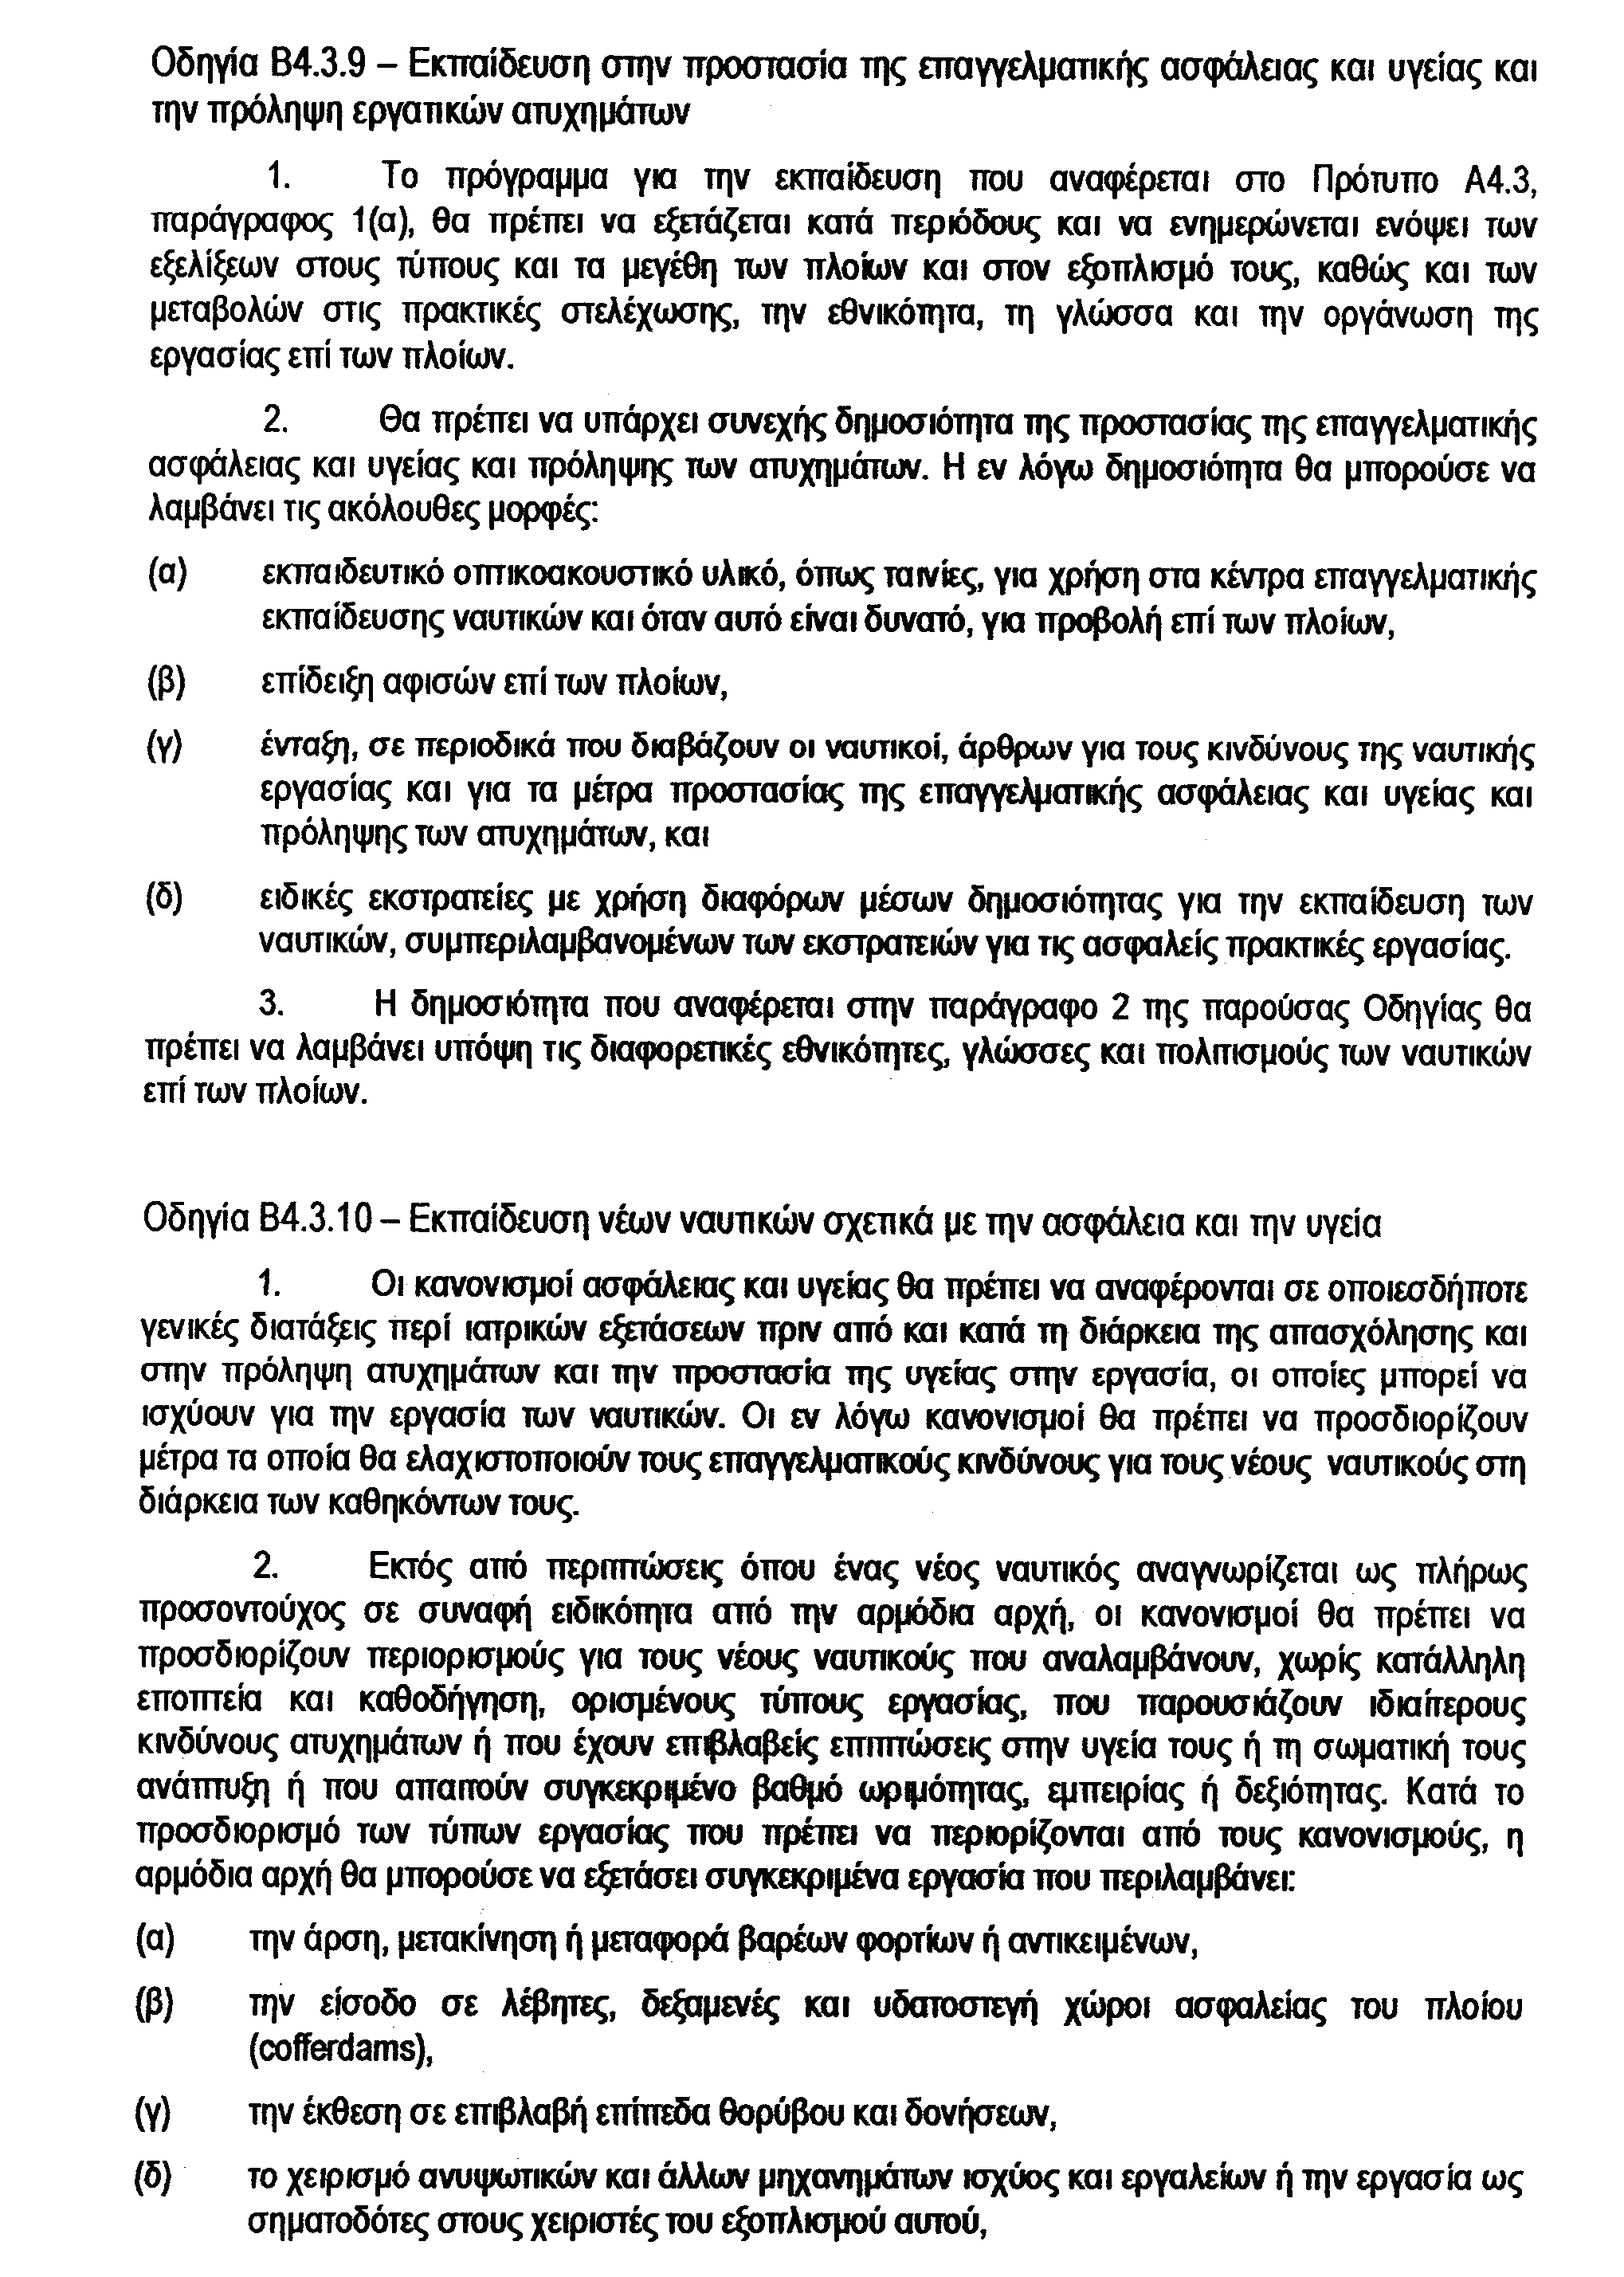 Οδηγία Β4.3.9 – Εκπαίδευση στην προστασία της επαγγελματικής ασφάλειας και υγείας και
την πρόληψη εργατικών ατυχημάτων
1. Το πρόγραμμα για την εκπαίδευση που αναφέρεται στο Πρότυπο Α4.3,
παράγραφος 1(α), θα πρέπει να εξετάζεται κατά περιόδους και να ενημερώνεται ενόψει των
εξελίξεων στους τύπους και τα μεγέθη των πλοίων και στον εξοπλισμό τους, καθώς και των
μεταβολών στις πρακτικές στελέχωσης, την εθνικότητα, τη γλώσσα και την οργάνωση της
εργασίας επί των πλοίων.
2. Θα πρέπει να υπάρχει συνεχής δημοσιότητα της προστασίας της επαγγελματικής
ασφάλειας και υγείας και πρόληψης των ατυχημάτων. Η εν λόγω δημοσιότητα θα μπορούσε να
λαμβάνει τις ακόλουθες μορφές:
(α) εκπαιδευτικό οπτικοακουστικό υλικό, όπως ταινίες, για χρήση στα κέντρα επαγγελματικής
εκπαίδευσης ναυτικών και όταν αυτό είναι δυνατό, για προβολή επί των πλοίων,
(β) επίδειξη αφισών επί των πλοίων,
(γ) ένταξη, σε περιοδικά που διαβάζουν οι ναυτικοί, άρθρων για τους κινδύνους της ναυτικής
εργασίας και για τα μέτρα προστασίας της επαγγελματικής ασφάλειας και υγείας και
πρόληψης των ατυχημάτων, και
(δ) ειδικές εκστρατείες με χρήση διαφόρων μέσων δημοσιότητας για την εκπαίδευση των
ναυτικών, συμπεριλαμβανομένων των εκστρατειών για τις ασφαλείς πρακτικές εργασίας.
3. Η δημοσιότητα που αναφέρεται στην παράγραφο 2 της παρούσας Οδηγίας θα
πρέπει να λαμβάνει υπόψη τις διαφορετικές εθνικότητες, γλώσσες και πολιτισμούς των ναυτικών
επί των πλοίων.
Οδηγία Β4.3.10 – Εκπαίδευση νέων ναυτικών σχετικά με την ασφάλεια και την υγεία
1. Οι κανονισμοί ασφάλειας και υγείας θα πρέπει να αναφέρονται σε οποιεσδήποτε
γενικές διατάξεις περί ιατρικών εξετάσεων πριν από και κατά τη διάρκεια της απασχόλησης και
στην πρόληψη ατυχημάτων και την προστασία της υγείας στην εργασία, οι οποίες μπορεί να
ισχύουν για την εργασία των ναυτικών. Οι εν λόγω κανονισμοί θα πρέπει να προσδιορίζουν
μέτρα τα οποία θα ελαχιστοποιούν τους επαγγελματικούς κινδύνους για τους νέους ναυτικούς στη
διάρκεια των καθηκόντων τους.
2. Εκτός από περιπτώσεις όπου ένας νέος ναυτικός αναγνωρίζεται ως πλήρως
προσοντούχος σε συναφή ειδικότητα από την αρμόδια αρχή, οι κανονισμοί θα πρέπει να
προσδιορίζουν περιορισμούς για τους νέους ναυτικούς που αναλαμβάνουν, χωρίς κατάλληλη
εποπτεία και καθοδήγηση, ορισμένους τύπους εργασίας, που παρουσιάζουν ιδιαίτερους
κινδύνους ατυχημάτων ή που έχουν επιβλαβείς επιπτώσεις στην υγεία τους ή τη σωματική τους
ανάπτυξη ή που απαιτούν συγκεκριμένο βαθμό ωριμότητας, εμπειρίας ή δεξιότητας. Κατά το
προσδιορισμό των τύπων εργασίας που πρέπει να περιορίζονται από τους κανονισμούς, η
αρμόδια αρχή θα μπορούσε να εξετάσει συγκεκριμένα εργασία που περιλαμβάνει:
(α) την άρση, μετακίνηση ή μεταφορά βαρέων φορτίων ή αντικειμένων,
(β) την είσοδο σε λέβητες, δεξαμενές και υδατοστεγή χώροι ασφαλείας του πλοίου
(cofferdams),
(γ) την έκθεση σε επιβλαβή επίπεδα θορύβου και δονήσεων,
(δ) το χειρισμό ανυψωτικών και άλλων μηχανημάτων ισχύος και εργαλείων ή την εργασία ως
σηματοδότες στους χειριστές του εξοπλισμού αυτού,